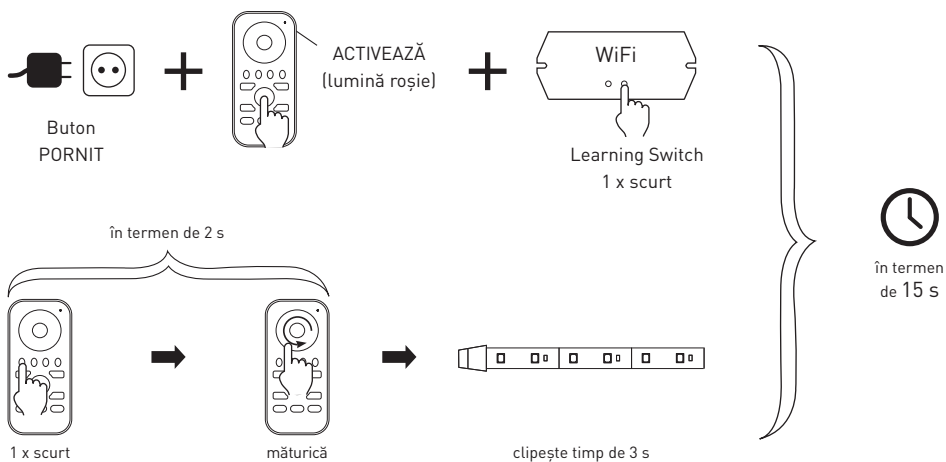 WiFi
ACTIVEAZĂ
(lumină roșie)
Buton
PORNIT
Learning Switch
1 x scurt
în termen de 2 s
în termen
de 15 s
1 x scurt
măturică
clipește timp de 3 s